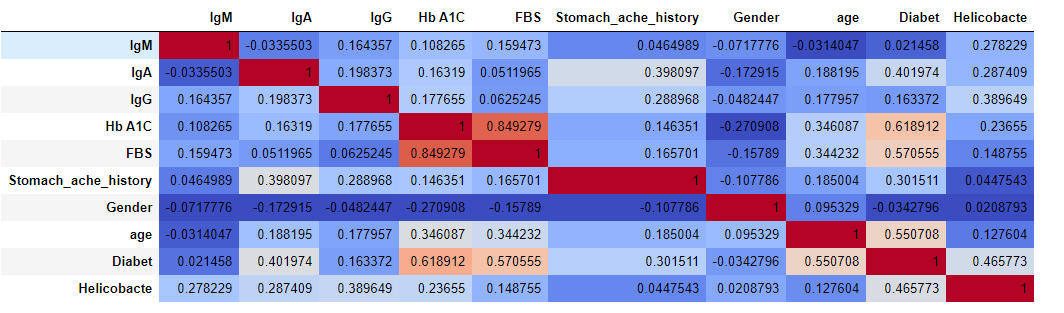 IgM IgA IgG Hb A1C FBS Stomach_ache_history Gender age Diabet Helicobacte
IgM 1 -0.0335503 0.164357 0.108265 0.159473 0.0464989 -0.0717776 -0.0314047 0.021458 0.278229
IgA -0.0335503 1 0.198373 0.16319 0.0511965 0.398097 -0.172915 0.188195 0.401974 0.287409
IgG 0.164357 0.198373 1 0.177655 0.0625245 0.288968 -0.0482447 0.177957 0.163372 0.389649
Hb A1C 0.108265 0.16319 0.177655 1 0.849279 0.146351 -0.270908 0.346087 0.618912 0.23655
FBS 0.159473 0.0511965 0.0625245 0.849279 1 0.165701 -0.15789 0.344232 0.570555 0.148755
Stomach_ache_history 0.0464989 0.398097 0.288968 0.146351 0.165701 1 -0.107786 0.185004 0.301511 0.0447543
Gender -0.0717776 -0.172915 -0.0482447 -0.270908 -0.15789 -0.107786 1 0.095329 -0.0342796 0.0208793
age -0.0314047 0.188195 0.177957 0.346087 0.344232 0.185004 0.095329 1 0.550708 0.127604
Diabet 0.021458 0.401974 0.163372 0.618912 0.570555 0.301511 -0.0342796 0.550708 1 0.465773
Helicobacte 0.278229 0.287409 0.389649 0.23655 0.148755 0.0447543 0.0208793 0.127604 0.465773 1